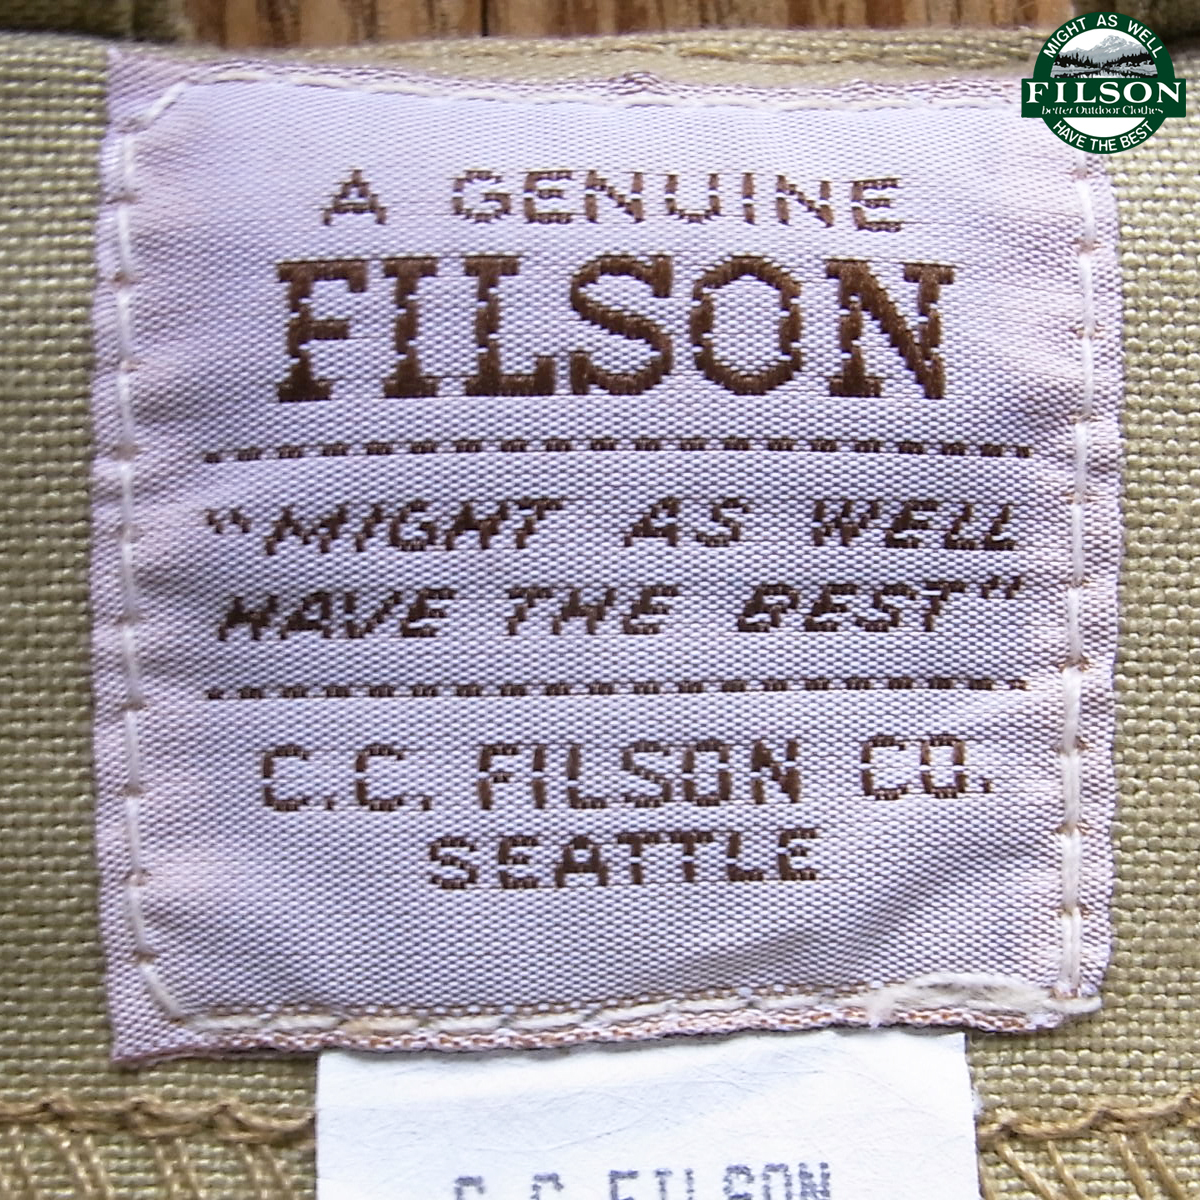 MIGHT AS WELL
FILSON
better Outdoor Clothes
HAVE THE BEST
A GENUINE
FILSON
"MIGHT AS WELL
HAVE THE BEST"
C.C. FILSON CO.
SEATTLE
C.C. FILSON